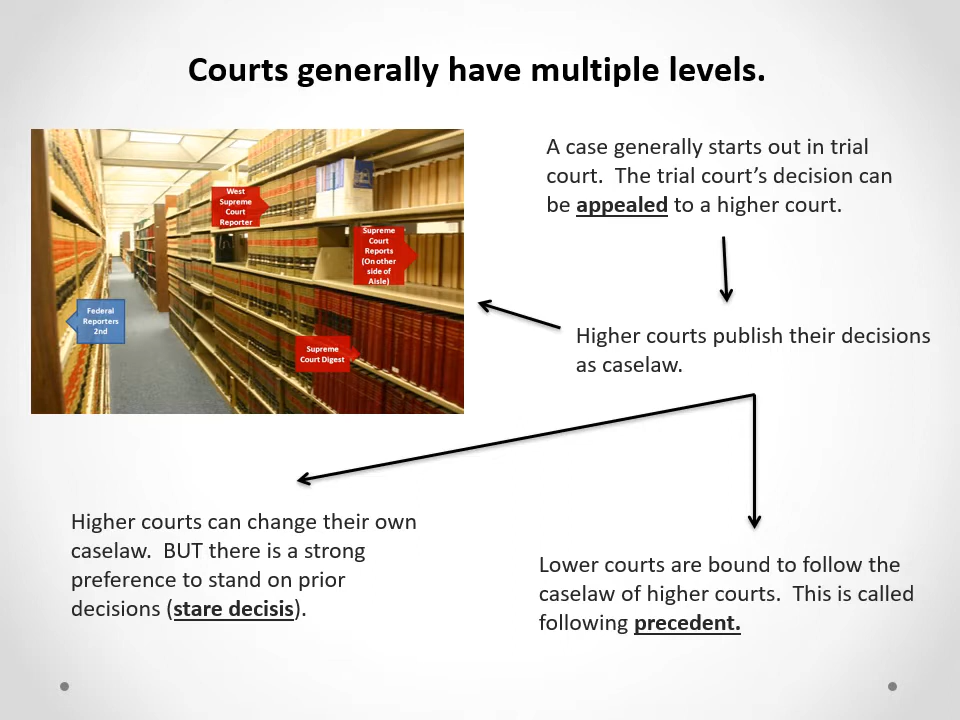 Courts generally have multiple levels.
A case generally starts out in trial
court.  The trial court’s decision can
be appealed to a higher court.
West
Supreme
Court
Reporter
Supreme
Court
Reports
(On other
side of
Aisle)
Federal
Reporters
2nd
Supreme
Court Digest
Higher courts publish their decisions
as caselaw.
Higher courts can change their own
caselaw.  BUT there is a strong
preference to stand on prior
decisions (stare decisis).
Lower courts are bound to follow the
caselaw of higher courts.  This is called
following precedent.